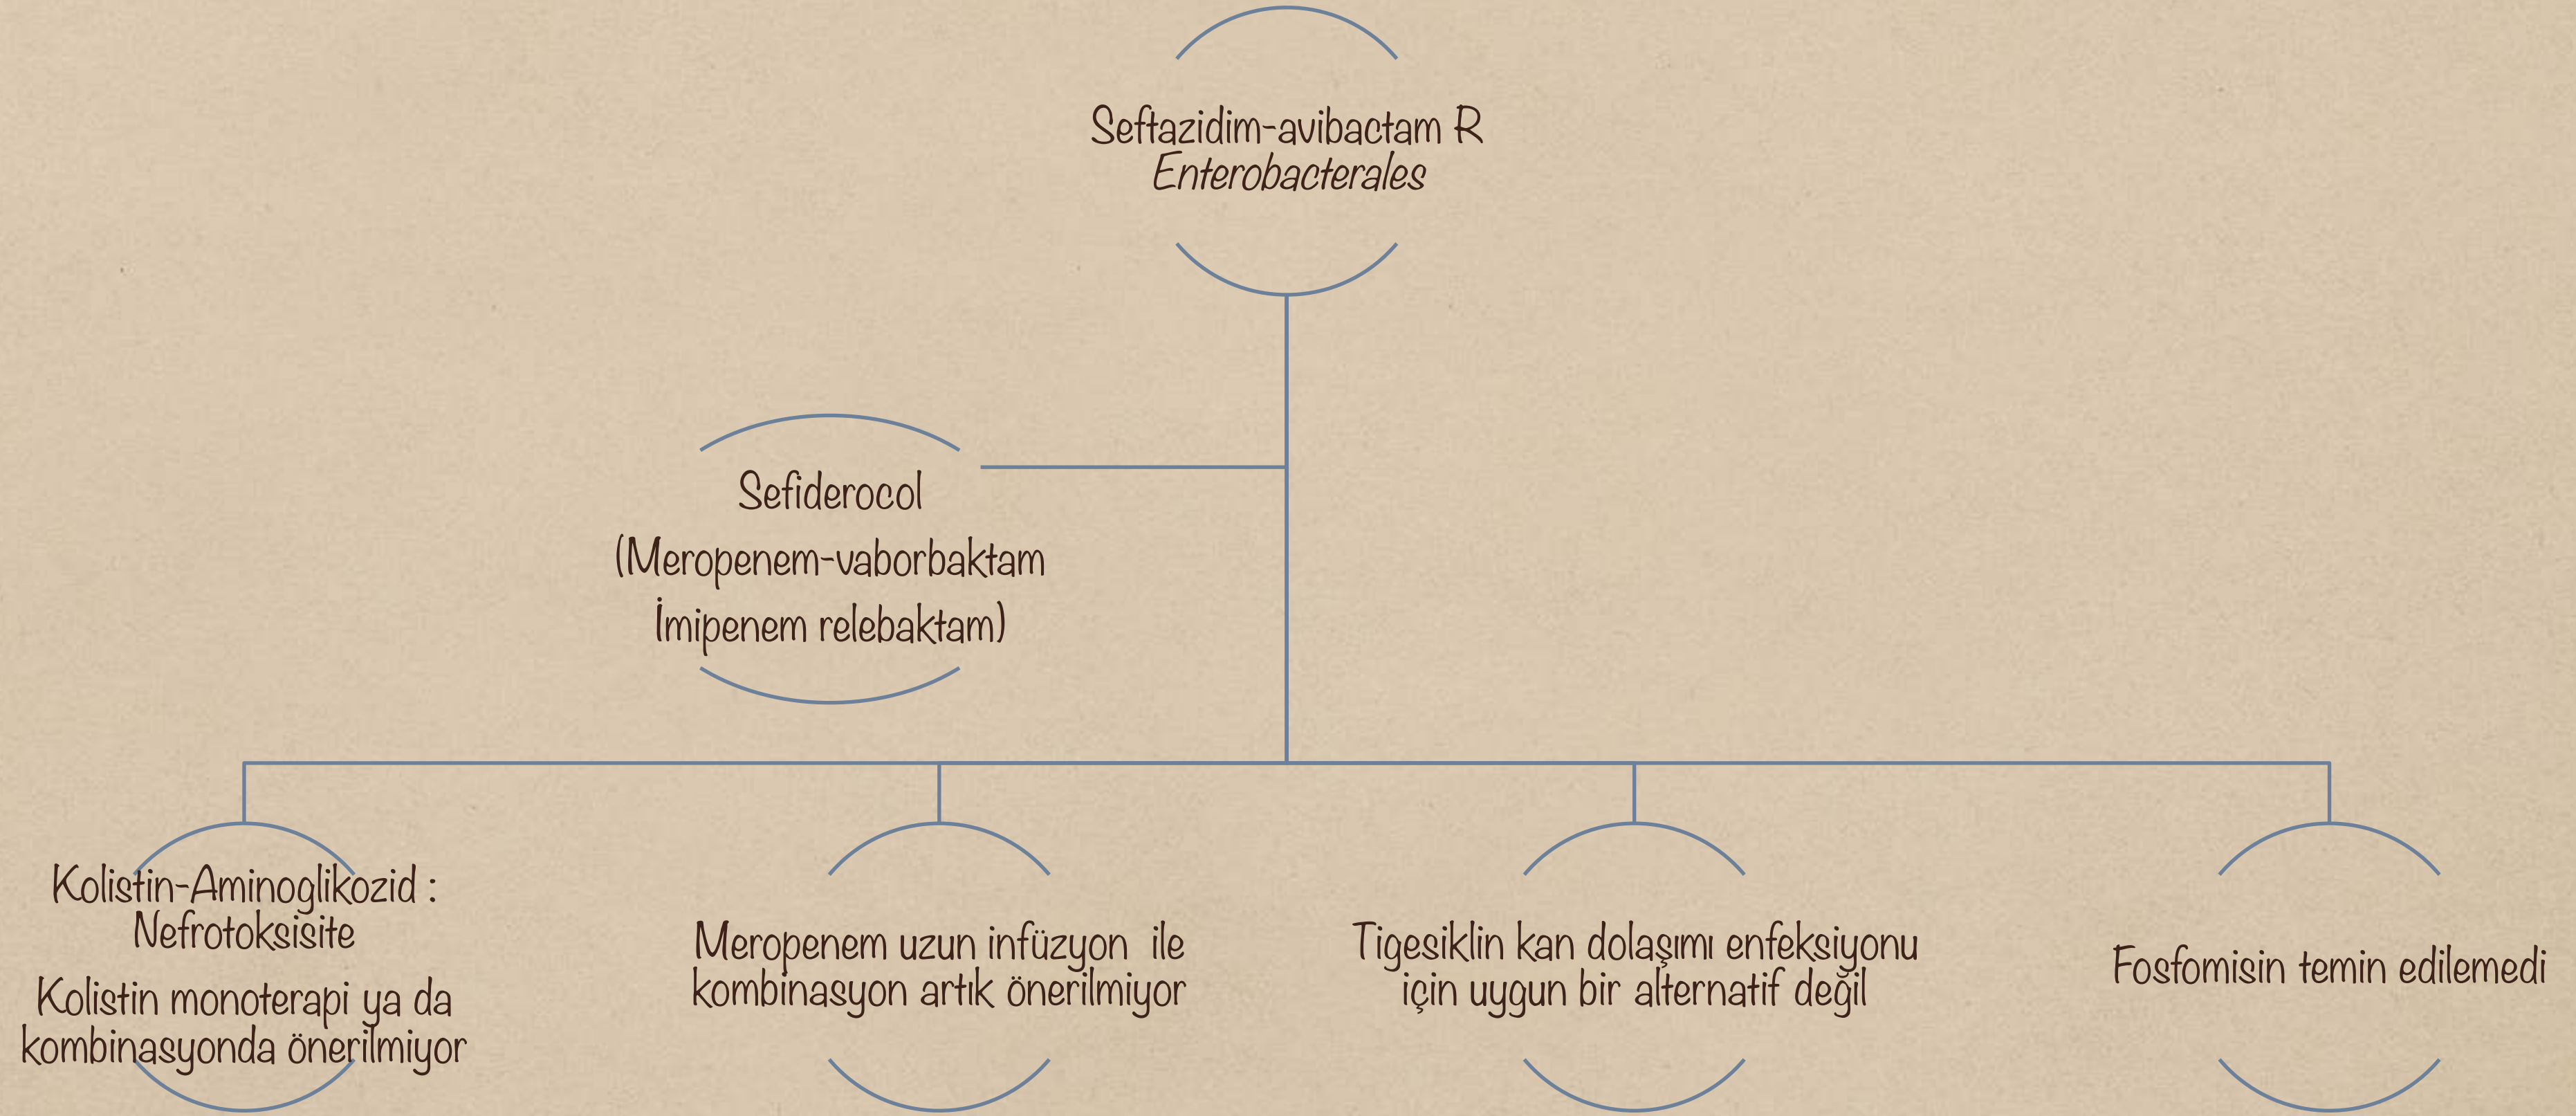 Seftazidim-avibactam R
Enterobacterales
Sefiderocol
(Meropenem-vaborbaktam
İmipenem relebaktam)
Kolistin-Aminoglikozid :
Nefrotoksisite
Kolistin monoterapi ya da
kombinasyonda önerilmiyor
Meropenem uzun infüzyon ile
kombinasyon artık önerilmiyor
Tigesiklin kan dolaşımı enfeksiyonu
için uygun bir alternatif değil
Fosfomisin temin edilemedi